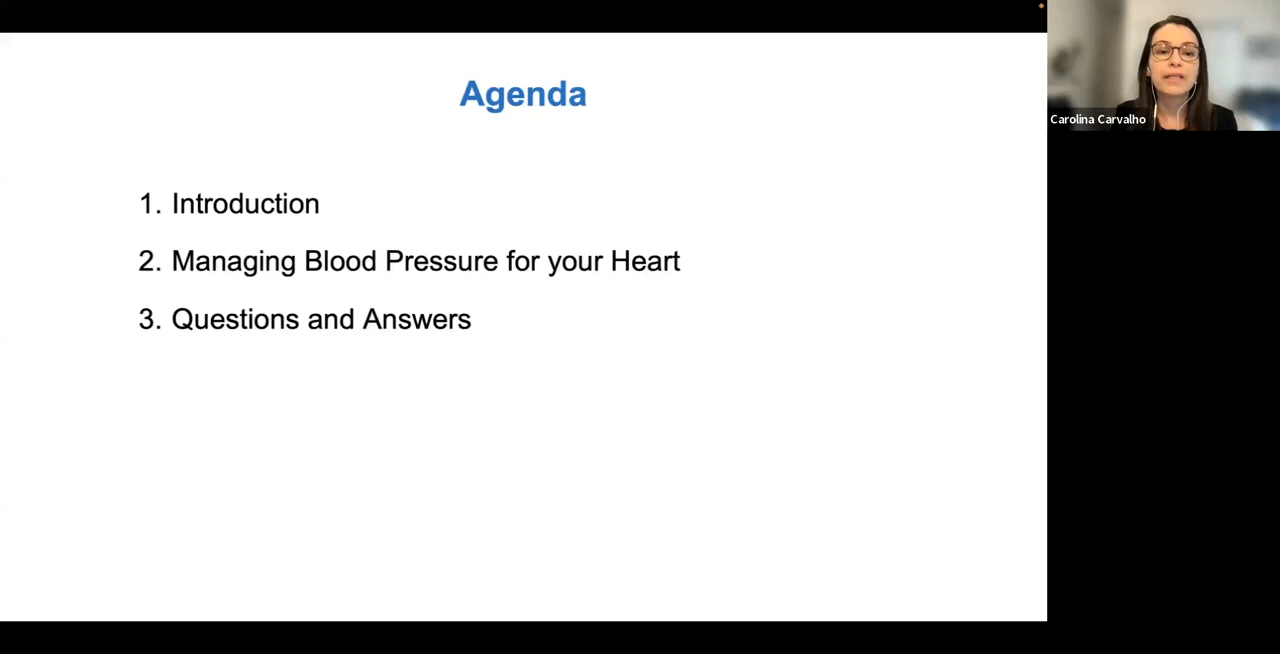 Agenda
1. Introduction
2. Managing Blood Pressure for your Heart
3. Questions and Answers
Carolina Carvalho